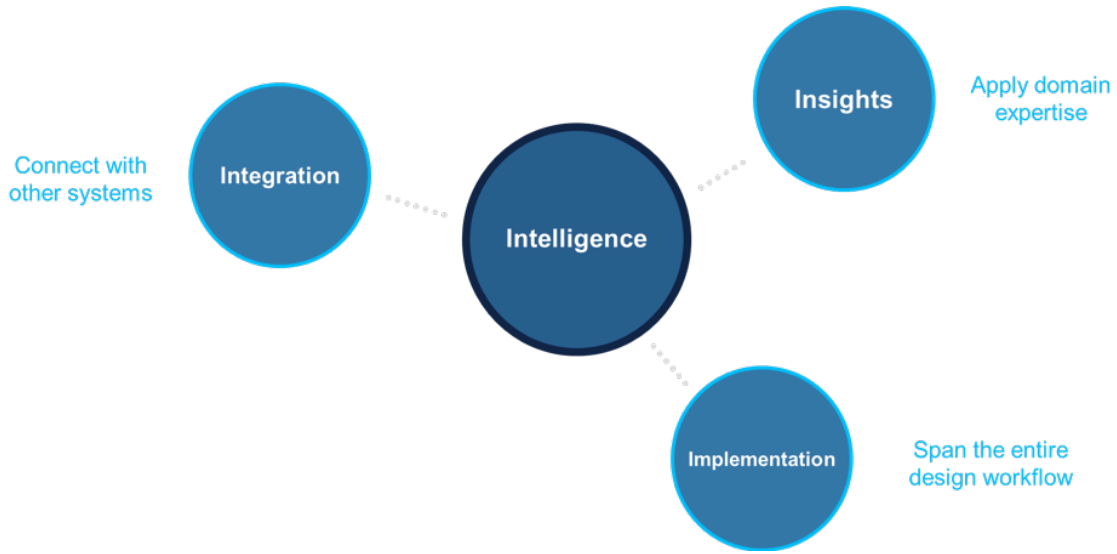 Insights
Apply domain
expertise
Connect with
other systems
Integration
Intelligence
Implementation
Span the entire
design workflow